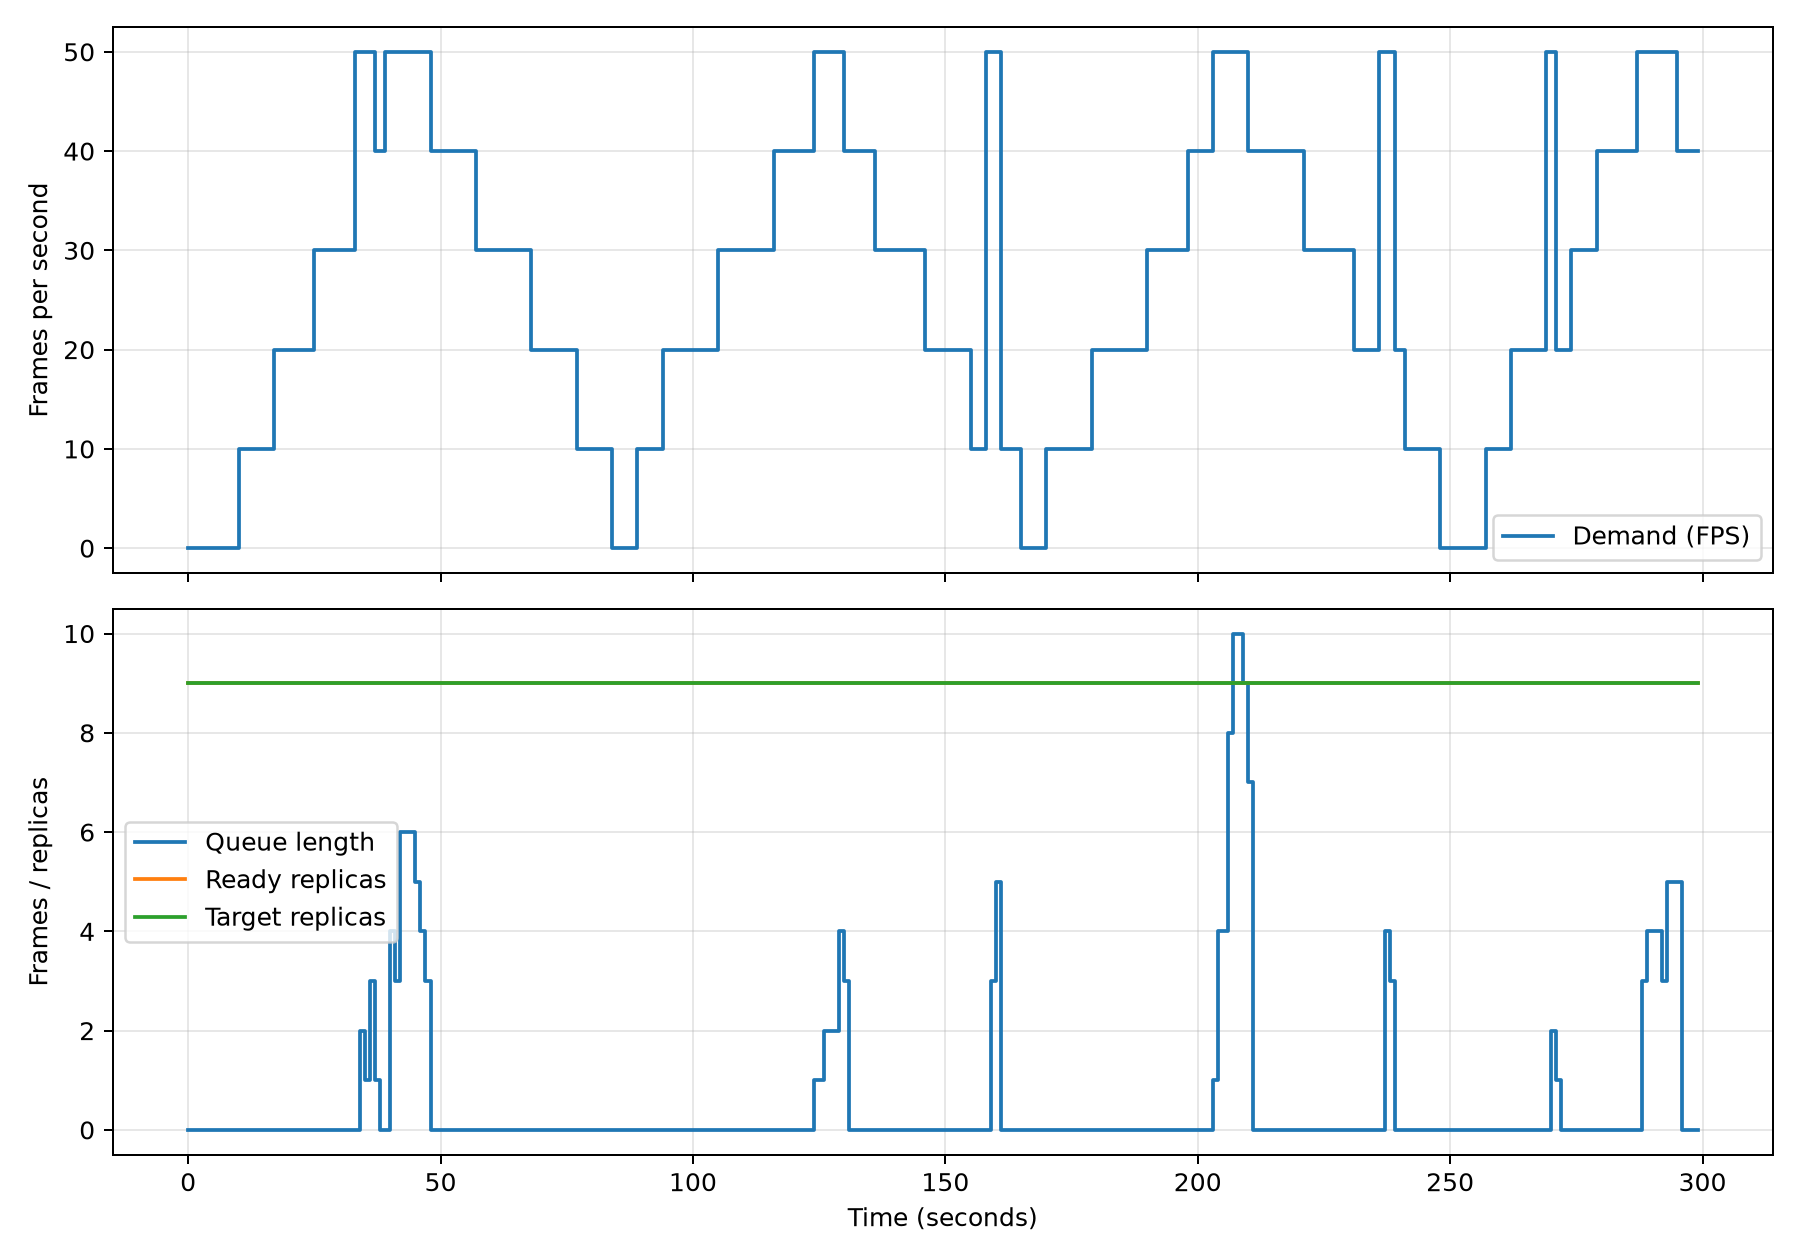 Frames per second
50
40
30
20
10
0
Demand (FPS)
Frames / replicas
10
8
6
4
2
0
Queue length
Ready replicas
Target replicas
0 50 100 150 200 250 300
Time (seconds)